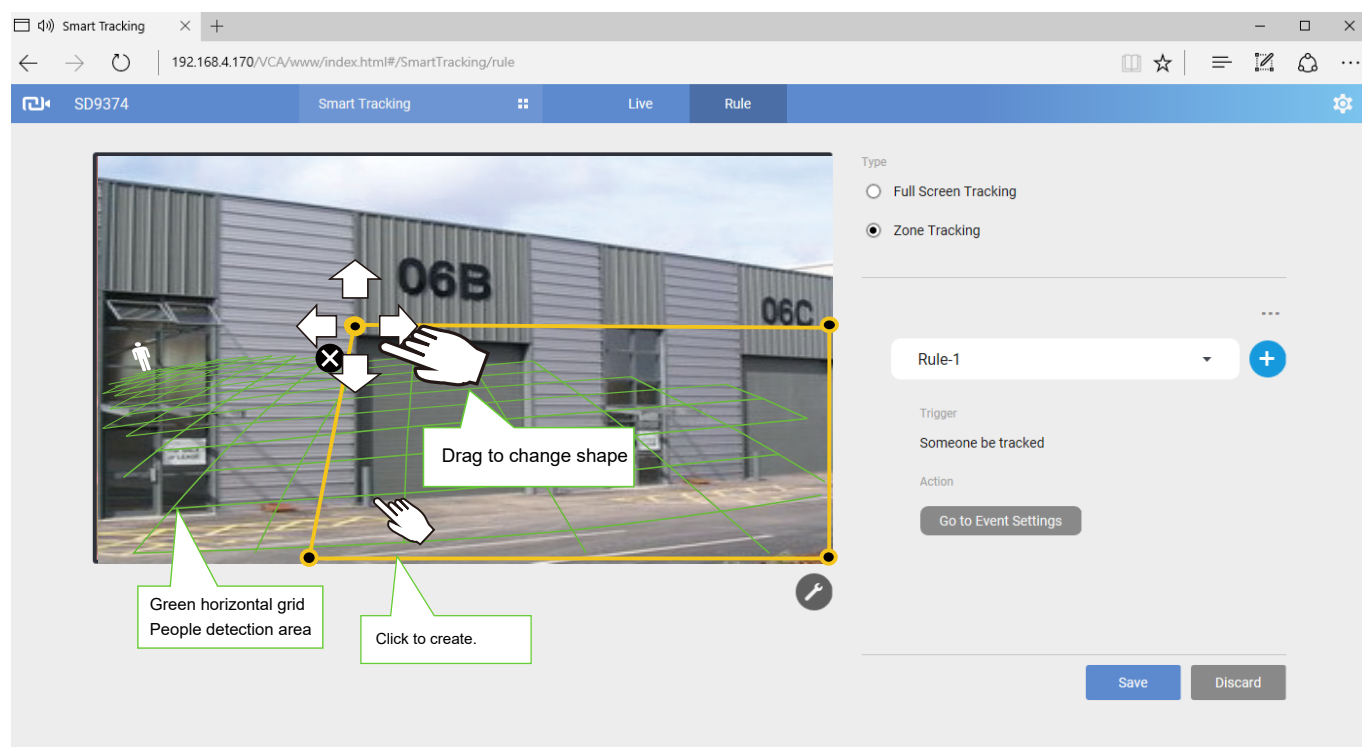 Smart Tracking
192.168.4.170/VCA/www/index.html#/SmartTracking/rule
SD9374
Smart Tracking
Live
Rule
Type
Full Screen Tracking
Zone Tracking
06B
06C
Rule-1
Trigger
Someone be tracked
Action
Go to Event Settings
Drag to change shape
Green horizontal grid
People detection area
Click to create.
Save
Discard